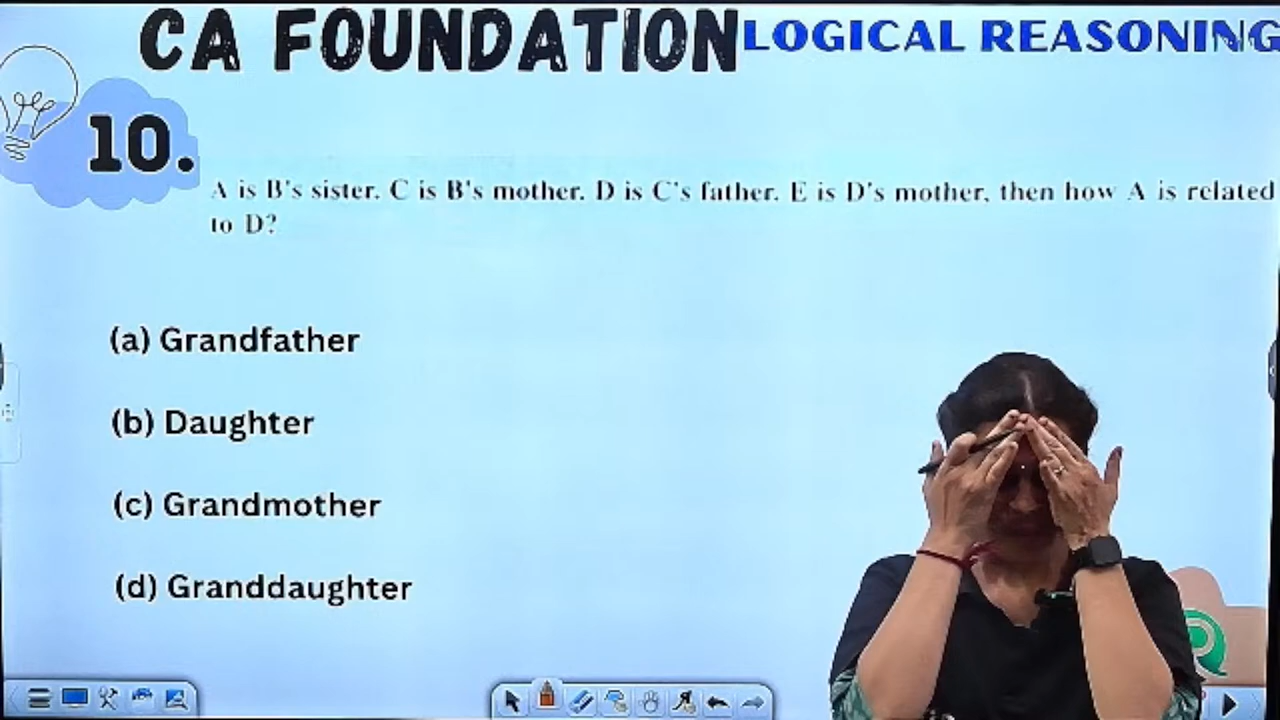 CA FOUNDATION
LOGICAL REASONING
10.
A is B's sister. C is B's mother. D is C's father. E is D's mother, then how A is related
to D?
(a) Grandfather
(b) Daughter
(c) Grandmother
(d) Granddaughter